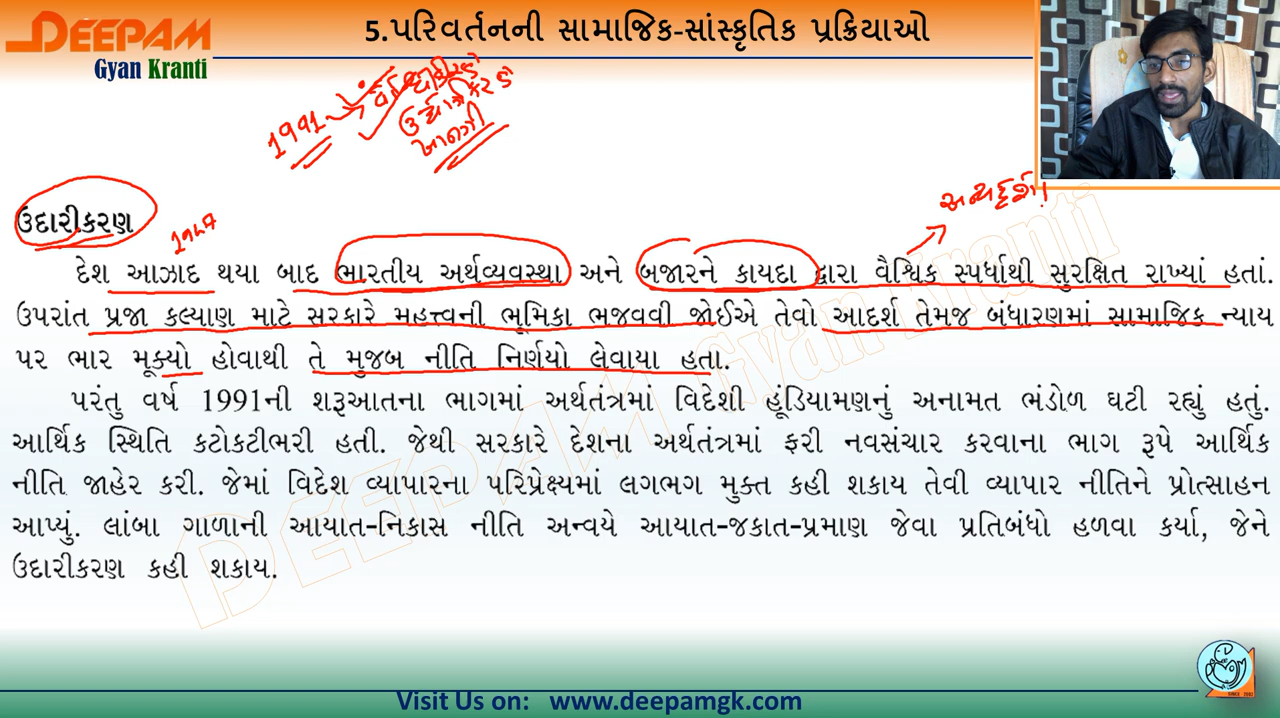 DEEPAM
Gyan Kranti
5.પરિવર્તનની સામાજિક-સાંસ્કૃતિક પ્રક્રિયાઓ
1991
ખાનગી
ઉદારીકરણ
1947
દેશ આઝાદ થયા બાદ ભારતીય અર્થવ્યવસ્થા અને બજારને કાયદા દ્વારા વૈશ્વિક સ્પર્ધાથી સુરક્ષિત રાખ્યાં હતાં.
ઉપરાંત પ્રજા કલ્યાણ માટે સરકારે મહત્ત્વની ભૂમિકા ભજવવી જોઈએ તેવો આદર્શ તેમજ બંધારણમાં સામાજિક ન્યાય
પર ભાર મૂક્યો હોવાથી તે મુજબ નીતિ નિર્ણયો લેવાયા હતા.
પરંતુ વર્ષ 1991ની શરૂઆતના ભાગમાં અર્થતંત્રમાં વિદેશી હૂંડિયામણનું અનામત ભંડોળ ઘટી રહ્યું હતું.
આર્થિક સ્થિતિ કટોકટીભરી હતી. જેથી સરકારે દેશના અર્થતંત્રમાં ફરી નવસંચાર કરવાના ભાગ રૂપે આર્થિક
નીતિ જાહેર કરી. જેમાં વિદેશ વ્યાપારના પરિપ્રેક્ષ્યમાં લગભગ મુક્ત કહી શકાય તેવી વ્યાપાર નીતિને પ્રોત્સાહન
આપ્યું. લાંબા ગાળાની આયાત-નિકાસ નીતિ અન્વયે આયાત-જકાત-પ્રમાણ જેવા પ્રતિબંધો હળવા કર્યા, જેને
ઉદારીકરણ કહી શકાય.
DEEPAM Gyan Kranti
Visit Us on: www.deepamgk.com